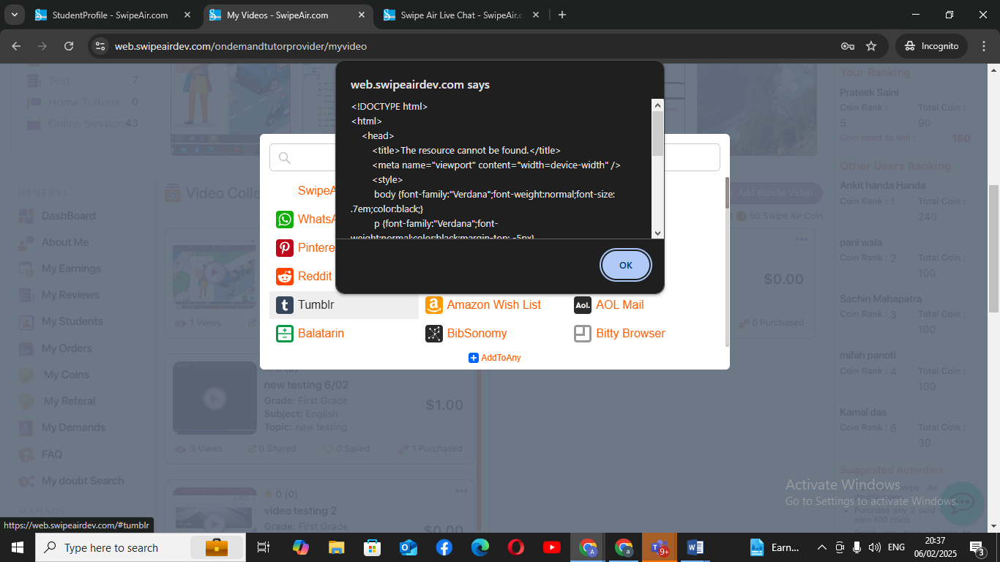 StudentProfile - SwipeAir.com
My Videos - SwipeAir.com
Swipe Air Live Chat - SwipeAir.c
web.swipeairdev.com/ondemandtutorprovider/myvideo
Incognito
web.swipeairdev.com says
<!DOCTYPE html>
<html>
<head>
<title>The resource cannot be found.</title>
<meta name="viewport" content="width=device-width" />
<style>
body {font-family:"Verdana";font-weight:normal;font-size:
.7em;color:black;}
p {font-family:"Verdana";font-
weight:normal;color:black;margin-top: -5px}
OK
Test 7
Home Tuitons 0
Online Session 43
GENERAL
DashBoard
About Me
My Earnings
My Reviews
My Students
My Orders
My Coins
My Referal
My Demands
FAQ
My doubt Search
MANAGE
Video Colle
1 Views
SwipeA
WhatsA
Pintere
Reddit
Tumblr
Amazon Wish List
AOL Mail
Aol.
Balatarin
BibSonomy
Bitty Browser
AddToAny
Add Bundle Video
50 Swipe Air Coin
$0.00
0 Purchased
new testing 6/02
Grade: First Grade
Subject: English
Topic: new testing
$1.00
3 Views
0 Shared
0 Saved
1 Purchased
0 (0)
video testing 2
Grade: First Grade
$0.00
Your Ranking
Prateek Saini
Coin Rank : Total Coin :
5 90
Coin need to win : 150
Other Users Ranking
Ankit handa Handa
Coin Rank : 1 Total Coin :
240
pani wala
Coin Rank : 2 Total Coin :
100
Sachin Mahapatra
Coin Rank : 3 Total Coin :
100
mifah panoti
Coin Rank : 4 Total Coin :
100
Kamal das
Coin Rank : 6 Total Coin :
30
Suggested Activities
Swipe Air
Purchase any 2 paid
earn 100 coins
Activate Windows
Go to Settings to activate Windows.
https://web.swipeairdev.com/#tumblr
Type here to search
9+
Earn...
ENG
20:37
06/02/2025
3